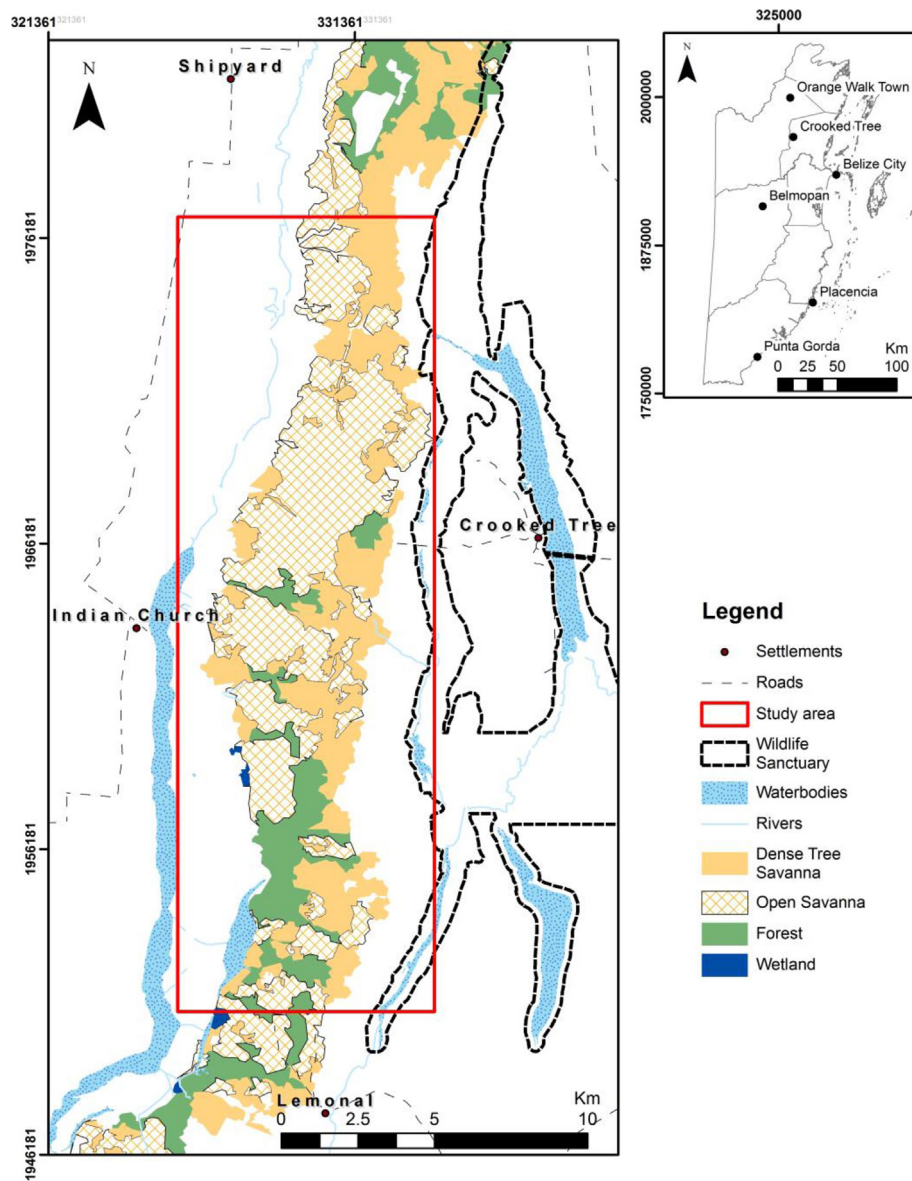 321361 321361
331361 331361
325000
N
Shipyard
N
2000000
Orange Walk Town
Crooked Tree
Belize City
Belmopan
1976181
1875000
Placencia
Punta Gorda
Km
0 25 50 100
1750000
Crooked Tree
1966181
Indian Church
Legend
Settlements
Roads
Study area
Wildlife
Sanctuary
Waterbodies
Rivers
1956181
Dense Tree
Savanna
Open Savanna
Forest
Wetland
Lemonal
Km
0 2.5 5 10
1946181